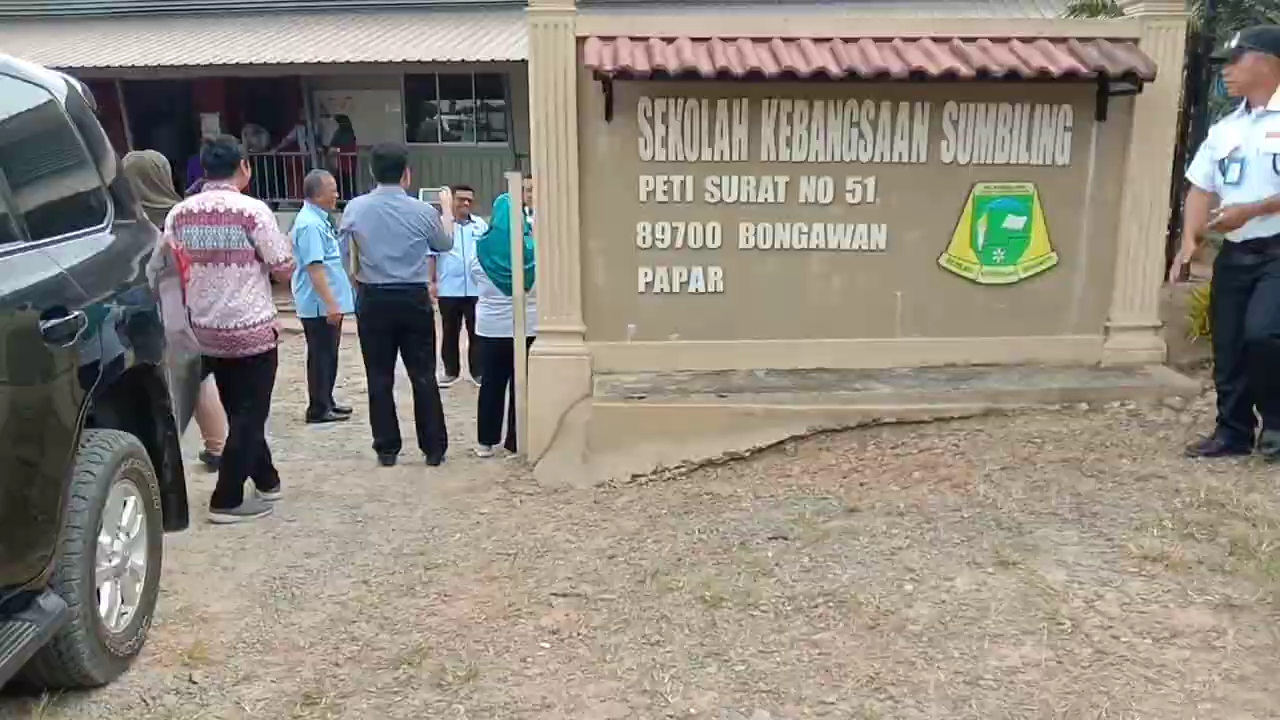 SEKOLAH KEBANGSAAN SUMBILING
PETI SURAT NO 51
89700 BONGAWAN
PAPAR